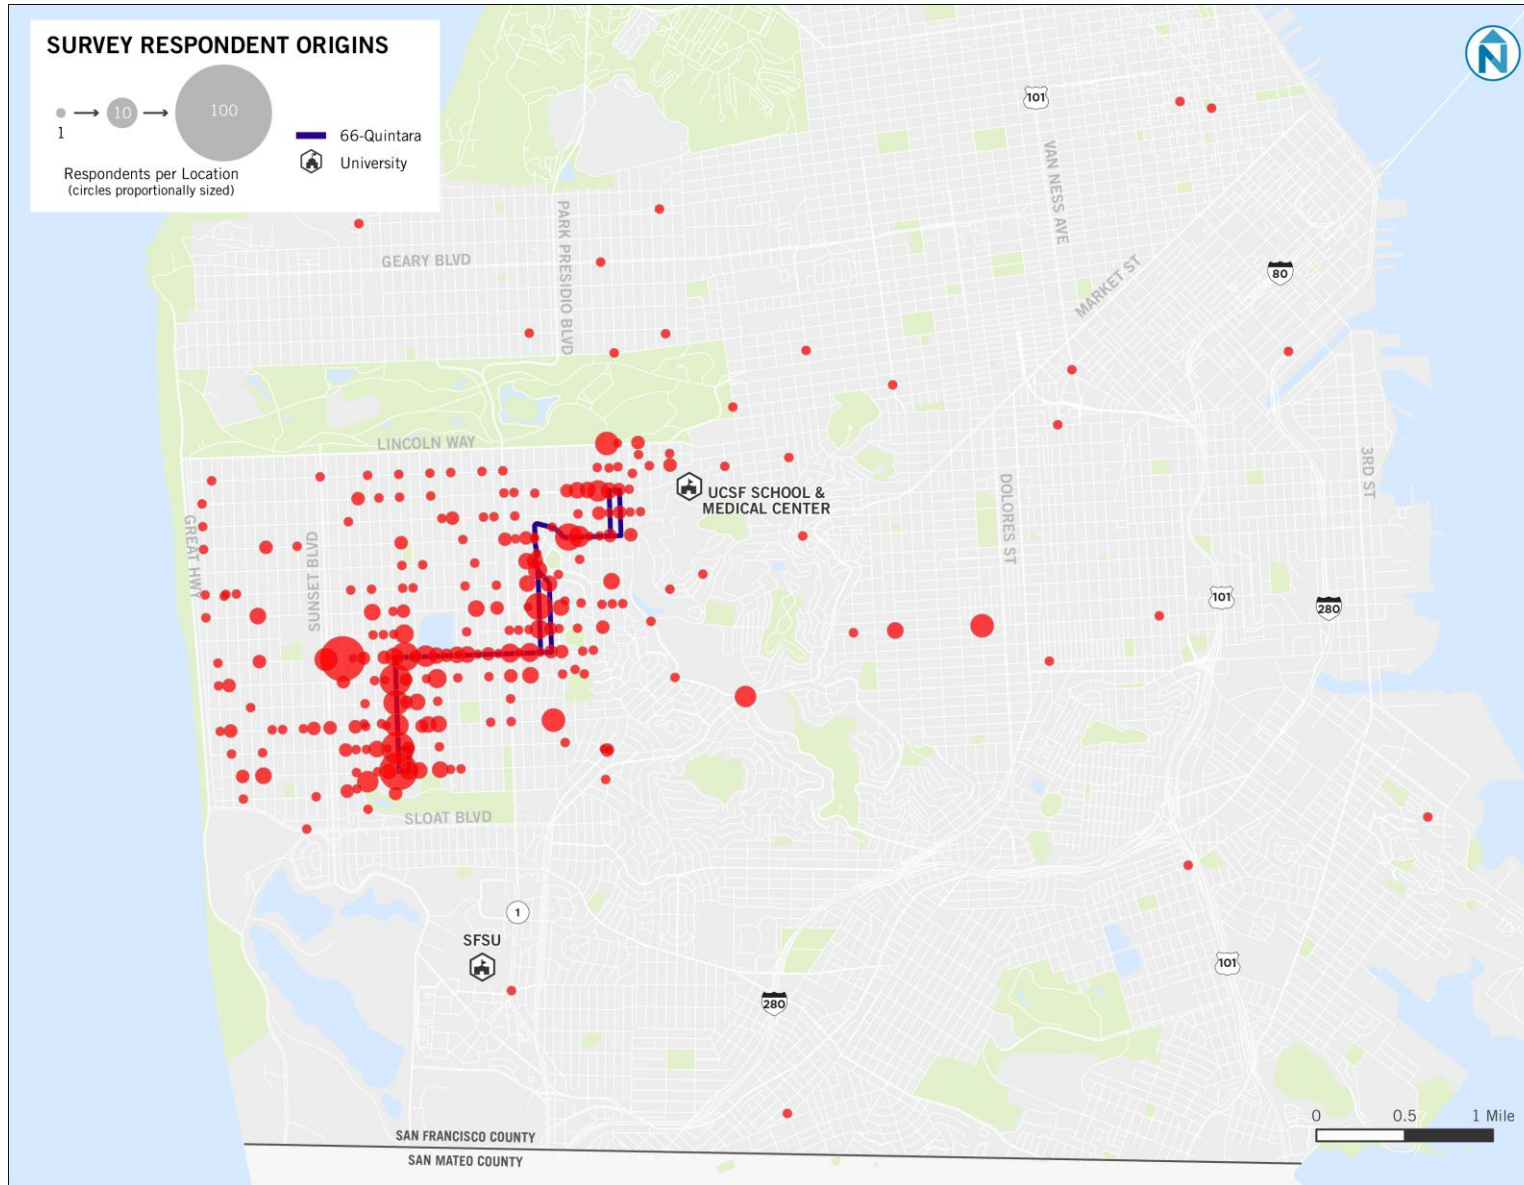 SURVEY RESPONDENT ORIGINS
1
10
100
Respondents per Location
(circles proportionally sized)
66-Quintara
University
N
101
VAN NESS AVE
PARK PRESIDIO BLVD
GEARY BLVD
MARKET ST
80
LINCOLN WAY
3RD ST
UCSF SCHOOL &
MEDICAL CENTER
DOLORES ST
GREAT HWY
SUNSET BLVD
101
280
SLOAT BLVD
1
SFSU
101
280
0 0.5 1 Mile
SAN FRANCISCO COUNTY
SAN MATEO COUNTY